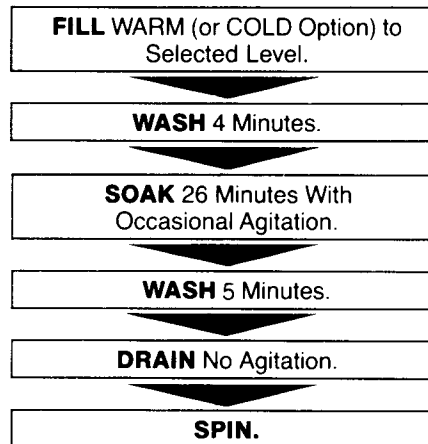 FILL WARM (or COLD Option) to
Selected Level.
WASH 4 Minutes.
SOAK 26 Minutes With
Occasional Agitation.
WASH 5 Minutes.
DRAIN No Agitation.
SPIN.